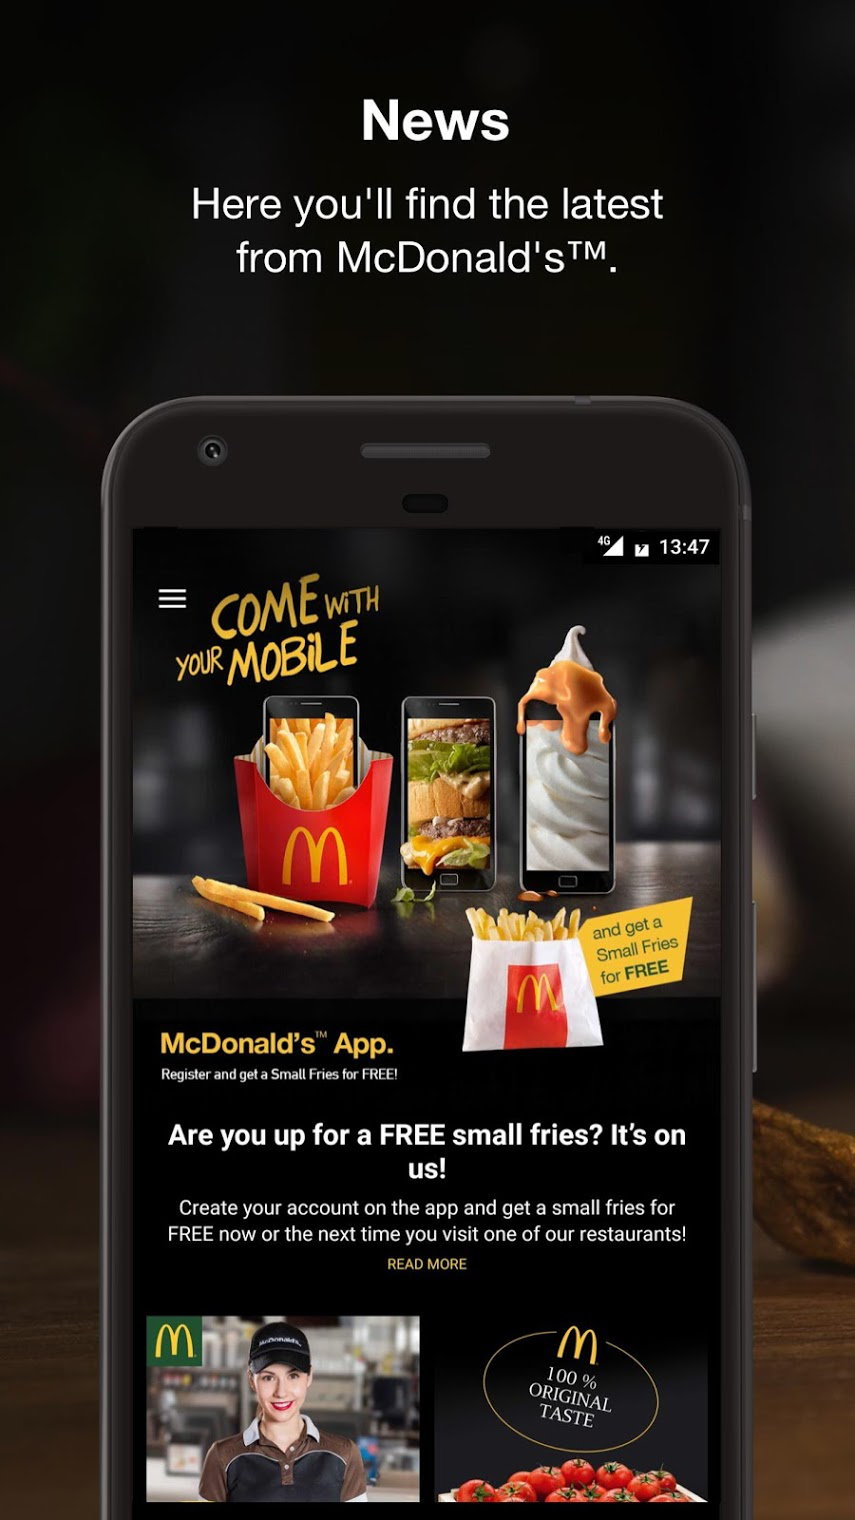 News
Here you'll find the latest
from McDonald's™.
4G
13:47
COME WiTH
YOUR MOBiLE
and get a
Small Fries
for FREE
McDonald's™ App.
Register and get a Small Fries for FREE!
Are you up for a FREE small fries? It’s on
us!
Create your account on the app and get a small fries for
FREE now or the next time you visit one of our restaurants!
READ MORE
McDonald's
100 %
ORIGINAL
TASTE